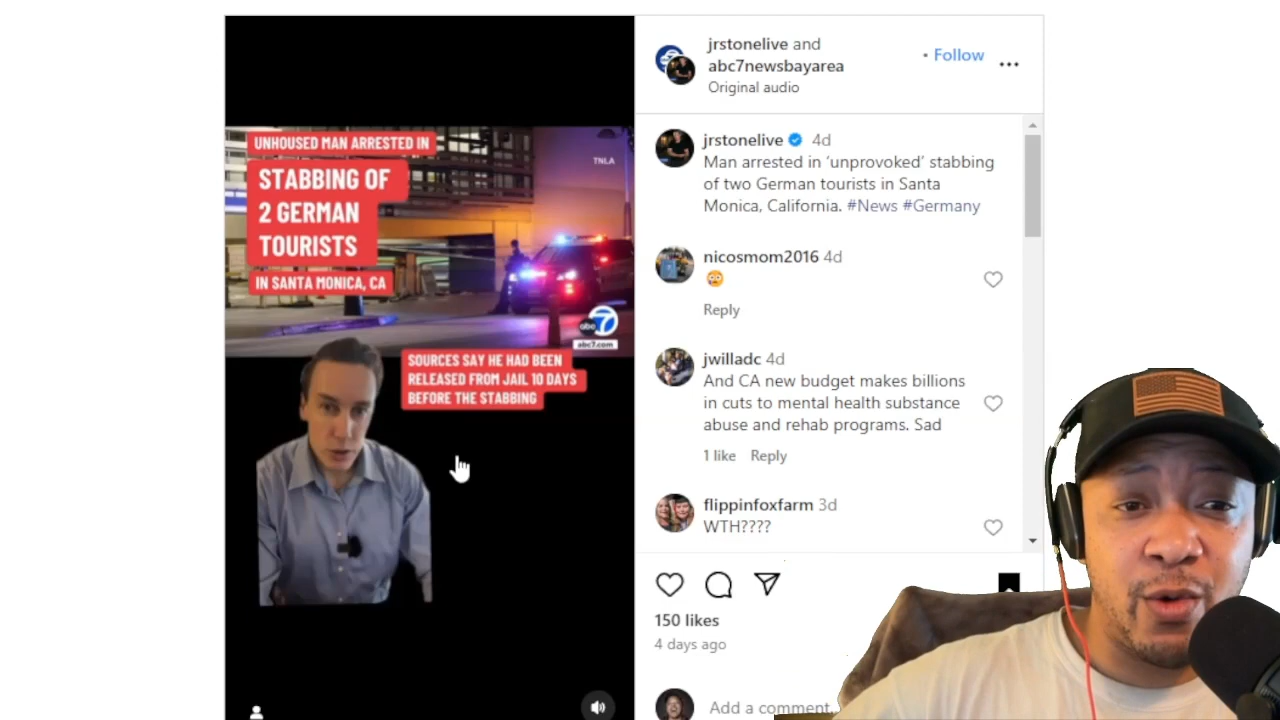 UNHOUSED MAN ARRESTED IN
STABBING OF
2 GERMAN
TOURISTS
IN SANTA MONICA, CA
TNLA
abc 7
abc7.com
SOURCES SAY HE HAD BEEN
RELEASED FROM JAIL 10 DAYS
BEFORE THE STABBING
jrstonelive and
abc7newsbayarea
Original audio
• Follow
jrstonelive 4d
Man arrested in ‘unprovoked’ stabbing
of two German tourists in Santa
Monica, California. #News #Germany
nicosmom2016 4d
Reply
jwilladc 4d
And CA new budget makes billions
in cuts to mental health substance
abuse and rehab programs. Sad
1 like Reply
flippinfoxfarm 3d
WTH????
150 likes
4 days ago
Add a comment...